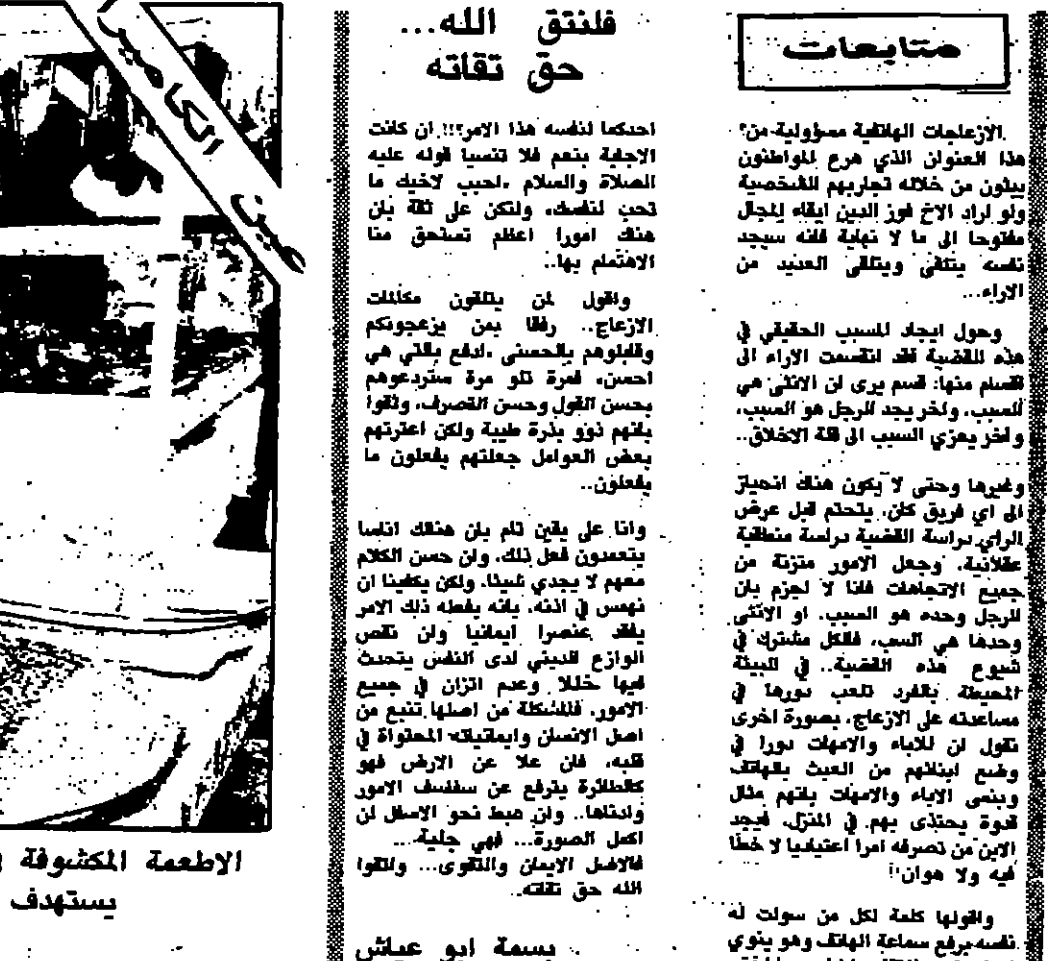 متابعات
الازعاجات الهاتفية مسؤولية من؟
هذا العنوان الذي هرع المواطنون
يبثون من خلاله تجاربهم الشخصية
ولو اراد الاخ فوز الدين ابقاء المجال
مفتوحا الى ما لا نهاية فانه سيجد
نفسه ينتقي ويتلقى العديد من
الاراء...
وحول ايجاد المسبب الحقيقي في
هذه القضية فقد انقسمت الاراء الى
اقسام منها: قسم يرى ان الانثى هي
السبب، واخر يجد الرجل هو السبب،
واخر يعزي السبب الى قلة الاخلاق..
وغيرها وحتى لا يكون هناك انحياز
الى اي فريق كان، يتحتم قبل عرض
الراي دراسة القضية دراسة منطقية
عقلانية، وجعل الامور متزنة من
جميع الاتجاهات فانا لا اجزم بان
الرجل وحده هو السبب، او الانثى
وحدها هي السبب، فالكل مشترك في
شيوع هذه القضية.. في البيئة
المحيطة بالفرد تلعب دورها في
مساعدته على الازعاج، بصورة اخرى
نقول ان للاباء والامهات دورا في
وضع ابنائهم من العبث بالهاتف
وينسى الاباء والامهات بانهم مثال
قدوة يحتذى بهم في المنزل، فيجد
الابن من تصرفه امرا اعتياديا لا خطأ
فيه ولا هوان!!
واقولها كلمة لكل من سولت له
نفسه برفع سماعة الهاتف وهو ينوي
فلنتق الله...
حق تقاته
احدكما لنفسه هذا الامر؟!! ان كانت
الاجابة بنعم فلا تنسيا قوله عليه
الصلاة والسلام «احبب لاخيك ما
تحب لنفسك» ولنكن على ثقة بان
هناك امورا اعظم تستحق منا
الاهتمام بها..
واقول لمن يتلقون مكالمات
الازعاج.. رفقا بمن يزعجونكم
وقابلوهم بالحسنى «ادفع بالتي هي
احسن» فمرة تلو مرة ستردعوهم
بحسن القول وحسن التصرف، وثقوا
بانهم ذوو بذرة طيبة ولكن اعترتهم
بعض العوامل جعلتهم يفعلون ما
يفعلون..
وانا على يقين تام بان هناك اناسا
يتعمدون فعل ذلك، وان حسن الكلام
معهم لا يجدي شيئا، ولكن يكفينا ان
نهمس في اذنه، بانه يفعله ذلك الامر
يفقد عنصرا ايمانيا وان نقص
الوازع الديني لدى النفس يتحدث
فيها خللا وعدم اتزان في جميع
الامور، فالمشكلة من اصلها تنبع من
اصل الانسان وايمانياته المحتواة في
قلبه، فان علا عن الارض فهو
كالطائرة يترفع عن سفاسف الامور
وادناها.. وان هبط نحو الاسفل لن
اكمل الصورة... فهي جلية...
فالافضل الايمان والتقوى... واتقوا
الله حق تقاته.
بسمة ابو عياش
عين الكاميرا
الاطعمة المكشوفة
يستهدف